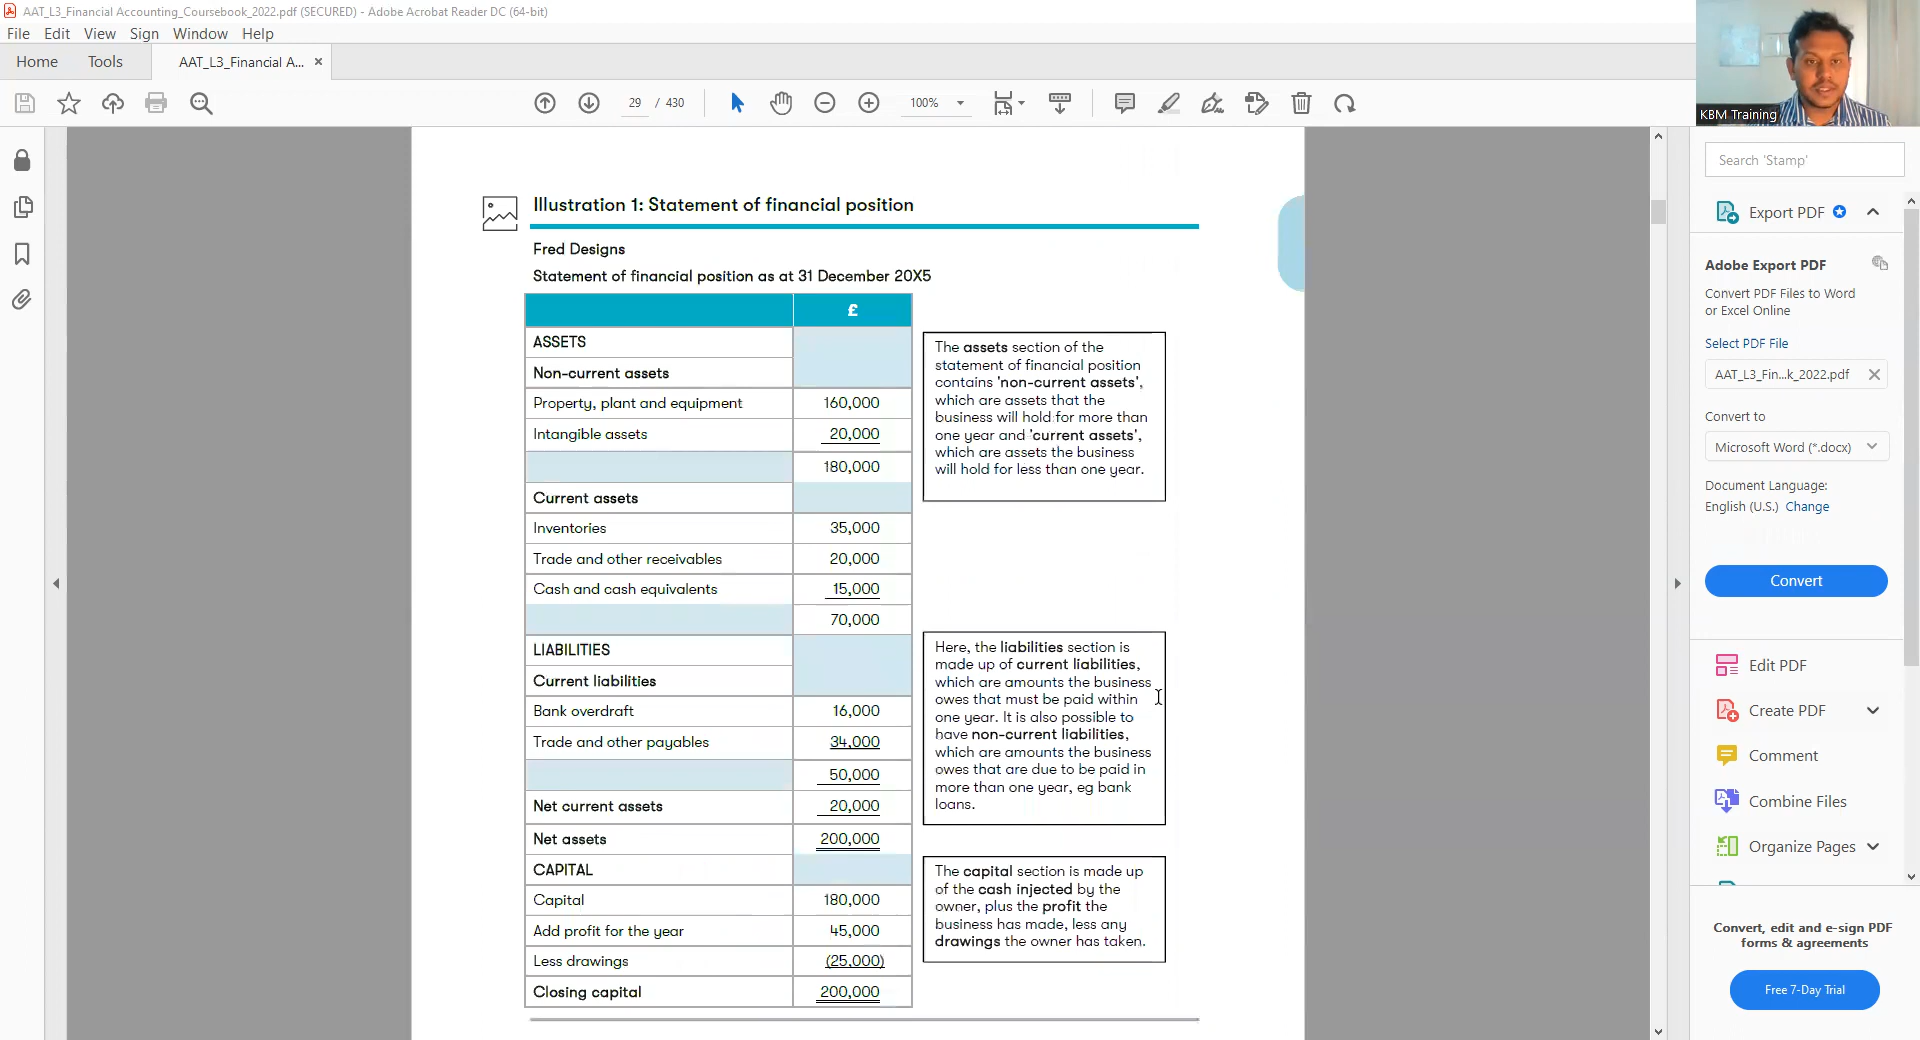 AAT_L3_Financial Accounting_Coursebook_2022.pdf (SECURED) - Adobe Acrobat Reader DC (64-bit)
File Edit View Sign Window Help
Home Tools AAT_L3_Financial A... ×
29 / 430 100%
KBM Training
Illustration 1: Statement of financial position
Fred Designs
Statement of financial position as at 31 December 20X5
£
ASSETS
Non-current assets
Property, plant and equipment 160,000
Intangible assets 20,000
180,000
Current assets
Inventories 35,000
Trade and other receivables 20,000
Cash and cash equivalents 15,000
70,000
LIABILITIES
Current liabilities
Bank overdraft 16,000
Trade and other payables 34,000
50,000
Net current assets 20,000
Net assets 200,000
CAPITAL
Capital 180,000
Add profit for the year 45,000
Less drawings (25,000)
Closing capital 200,000
The assets section of the
statement of financial position
contains 'non-current assets',
which are assets that the
business will hold for more than
one year and 'current assets',
which are assets the business
will hold for less than one year.
Here, the liabilities section is
made up of current liabilities,
which are amounts the business
owes that must be paid within
one year. It is also possible to
have non-current liabilities,
which are amounts the business
owes that are due to be paid in
more than one year, eg bank
loans.
The capital section is made up
of the cash injected by the
owner, plus the profit the
business has made, less any
drawings the owner has taken.
Search 'Stamp'
Export PDF
Adobe Export PDF
Convert PDF Files to Word
or Excel Online
Select PDF File
AAT_L3_Fin...k_2022.pdf
Convert to
Microsoft Word (*.docx)
Document Language:
English (U.S.) Change
Convert
Edit PDF
Create PDF
Comment
Combine Files
Organize Pages
Convert, edit and e-sign PDF
forms & agreements
Free 7-Day Trial